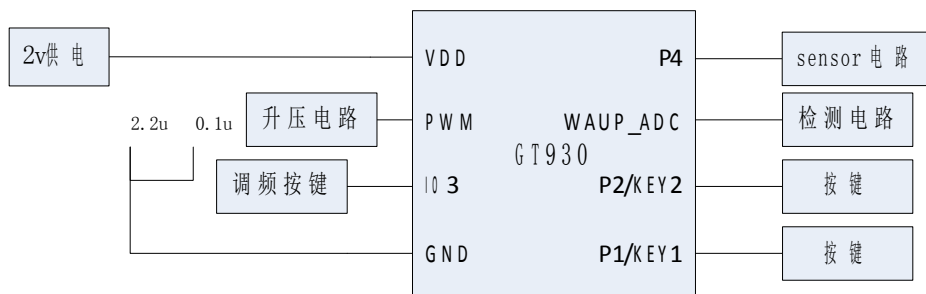 2v供电
VDD
P4
sensor电路
2.2u
0.1u
升压电路
PWM
WAUP_ADC
检测电路
GT930
调频按键
IO3
P2/KEY2
按键
GND
P1/KEY1
按键